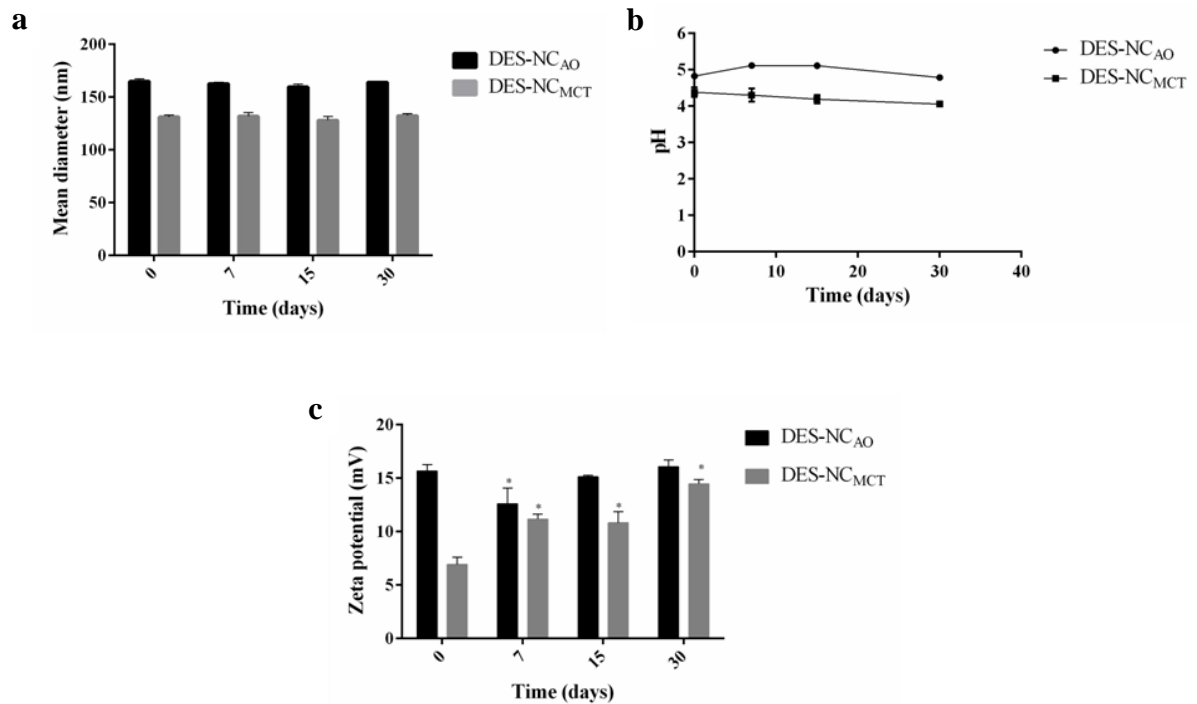 a
200
150
100
50
0
Mean diameter (nm)
0 7 15 30
Time (days)
DES-NCAO
DES-NCMCT
b
6
5
4
3
2
1
0
pH
0 10 20 30 40
Time (days)
DES-NCAO
DES-NCMCT
c
20
15
10
5
0
Zeta potential (mV)
* * * *
0 7 15 30
Time (days)
DES-NCAO
DES-NCMCT